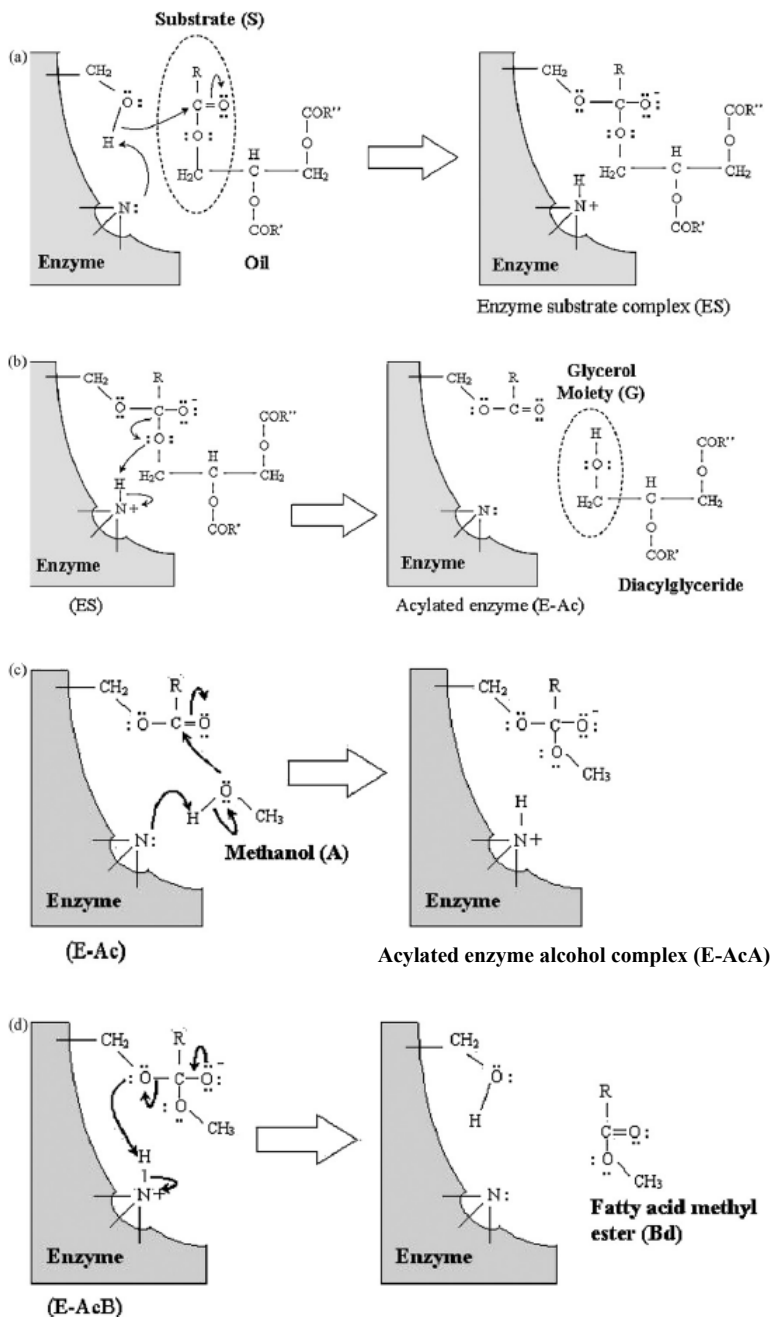 Substrate (S)
(a)
CH2
R
O:
C=O
H
:O:
COR''
O
H2C
H
C
CH2
N:
O
COR'
Enzyme
Oil
CH2
R
O
C
O:-
:O:
COR''
O
H
H2C
H
C
CH2
N+
O
COR'
Enzyme
Enzyme substrate complex (ES)
(b)
CH2
R
O
C
O:-
:O:
COR''
O
H
H2C
H
C
CH2
N+
O
COR'
Enzyme
(ES)
CH2
R
:O
C=O
Glycerol
Moiety (G)
H
:O:
COR''
O
H2C
H
C
CH2
N:
O
COR'
Enzyme
Acylated enzyme (E-Ac)
Diacylglyceride
(c)
CH2
R
:O
C=O
H
O
CH3
N:
Methanol (A)
Enzyme
(E-Ac)
CH2
R
:O
C
O:-
:O
CH3
H
N+
Enzyme
Acylated enzyme alcohol complex (E-AcA)
(d)
CH2
R
:O
C
O:-
:O
CH3
H
N+
Enzyme
(E-AcB)
CH2
O:
H
R
C=O:
:O
CH3
N:
Fatty acid methyl
ester (Bd)
Enzyme